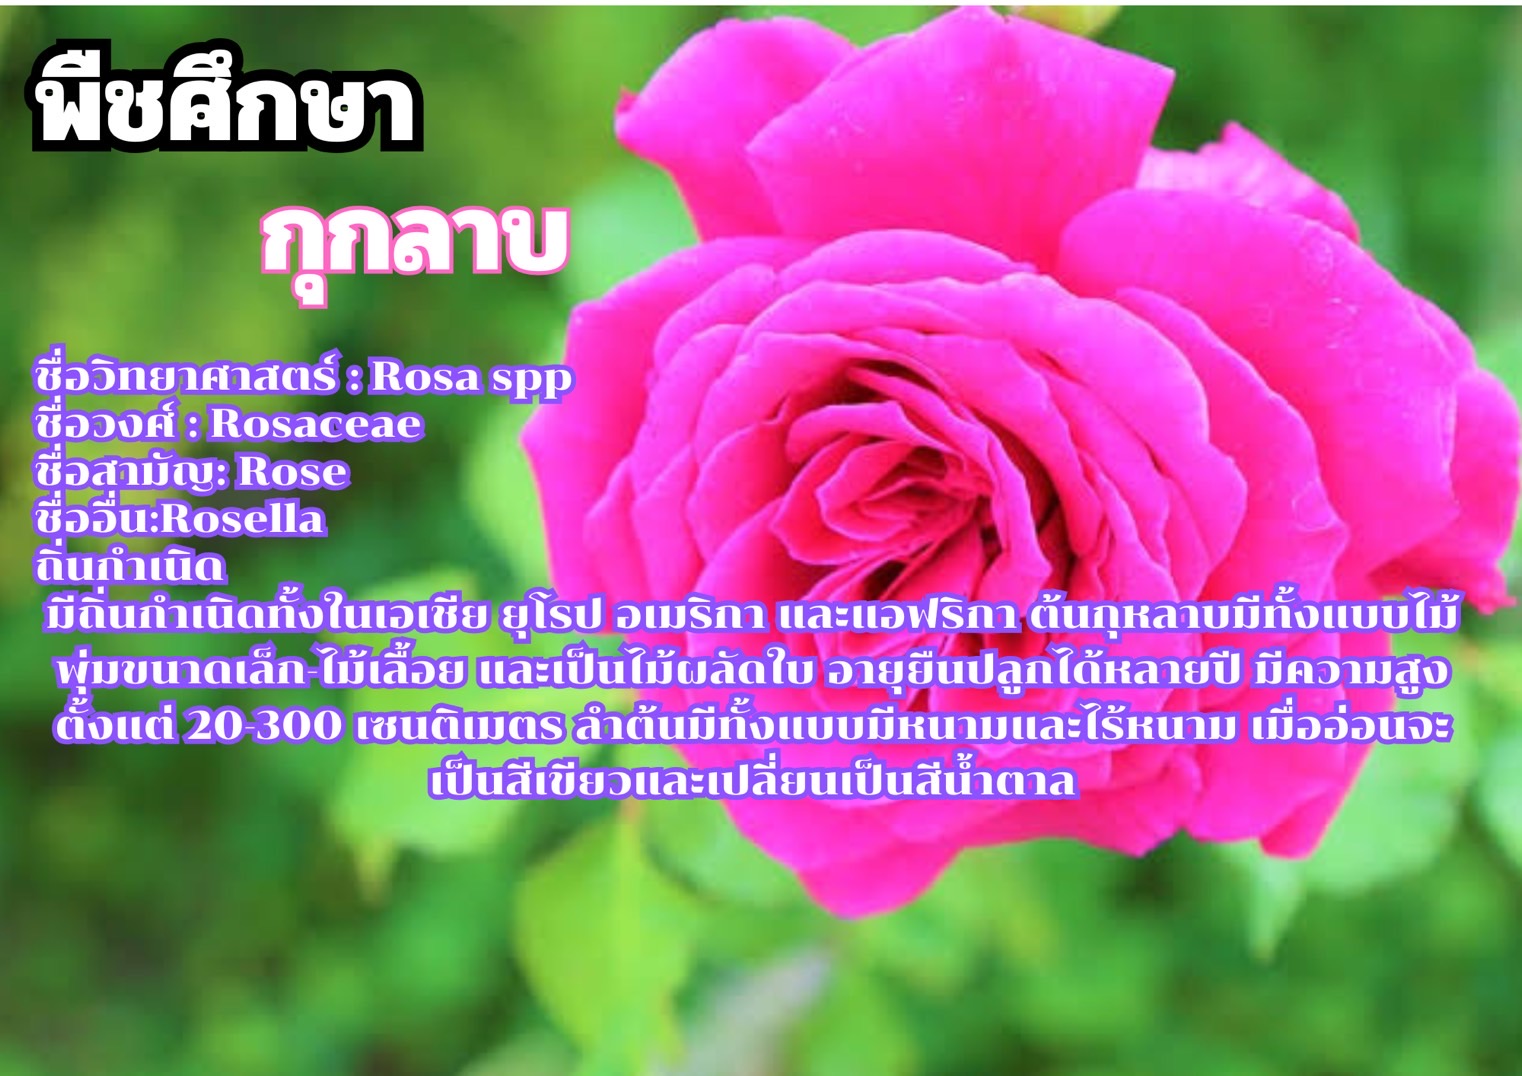 พืชศึกษา
กุกลาบ
ชื่อวิทยาศาสตร์ : Rosa spp
ชื่อวงศ์ : Rosaceae
ชื่อสามัญ: Rose
ชื่ออื่น:Rosella
ถิ่นกำเนิด
มีถิ่นกำเนิดทั้งในเอเชีย ยุโรป อเมริกา และแอฟริกา ต้นกุหลาบมีทั้งแบบไม้
พุ่มขนาดเล็ก-ไม้เลื้อย และเป็นไม้ผลัดใบ อายุยืนปลูกได้หลายปี มีความสูง
ตั้งแต่ 20-300 เซนติเมตร ลำต้นมีทั้งแบบมีหนามและไร้หนาม เมื่ออ่อนจะ
เป็นสีเขียวและเปลี่ยนเป็นสีน้ำตาล